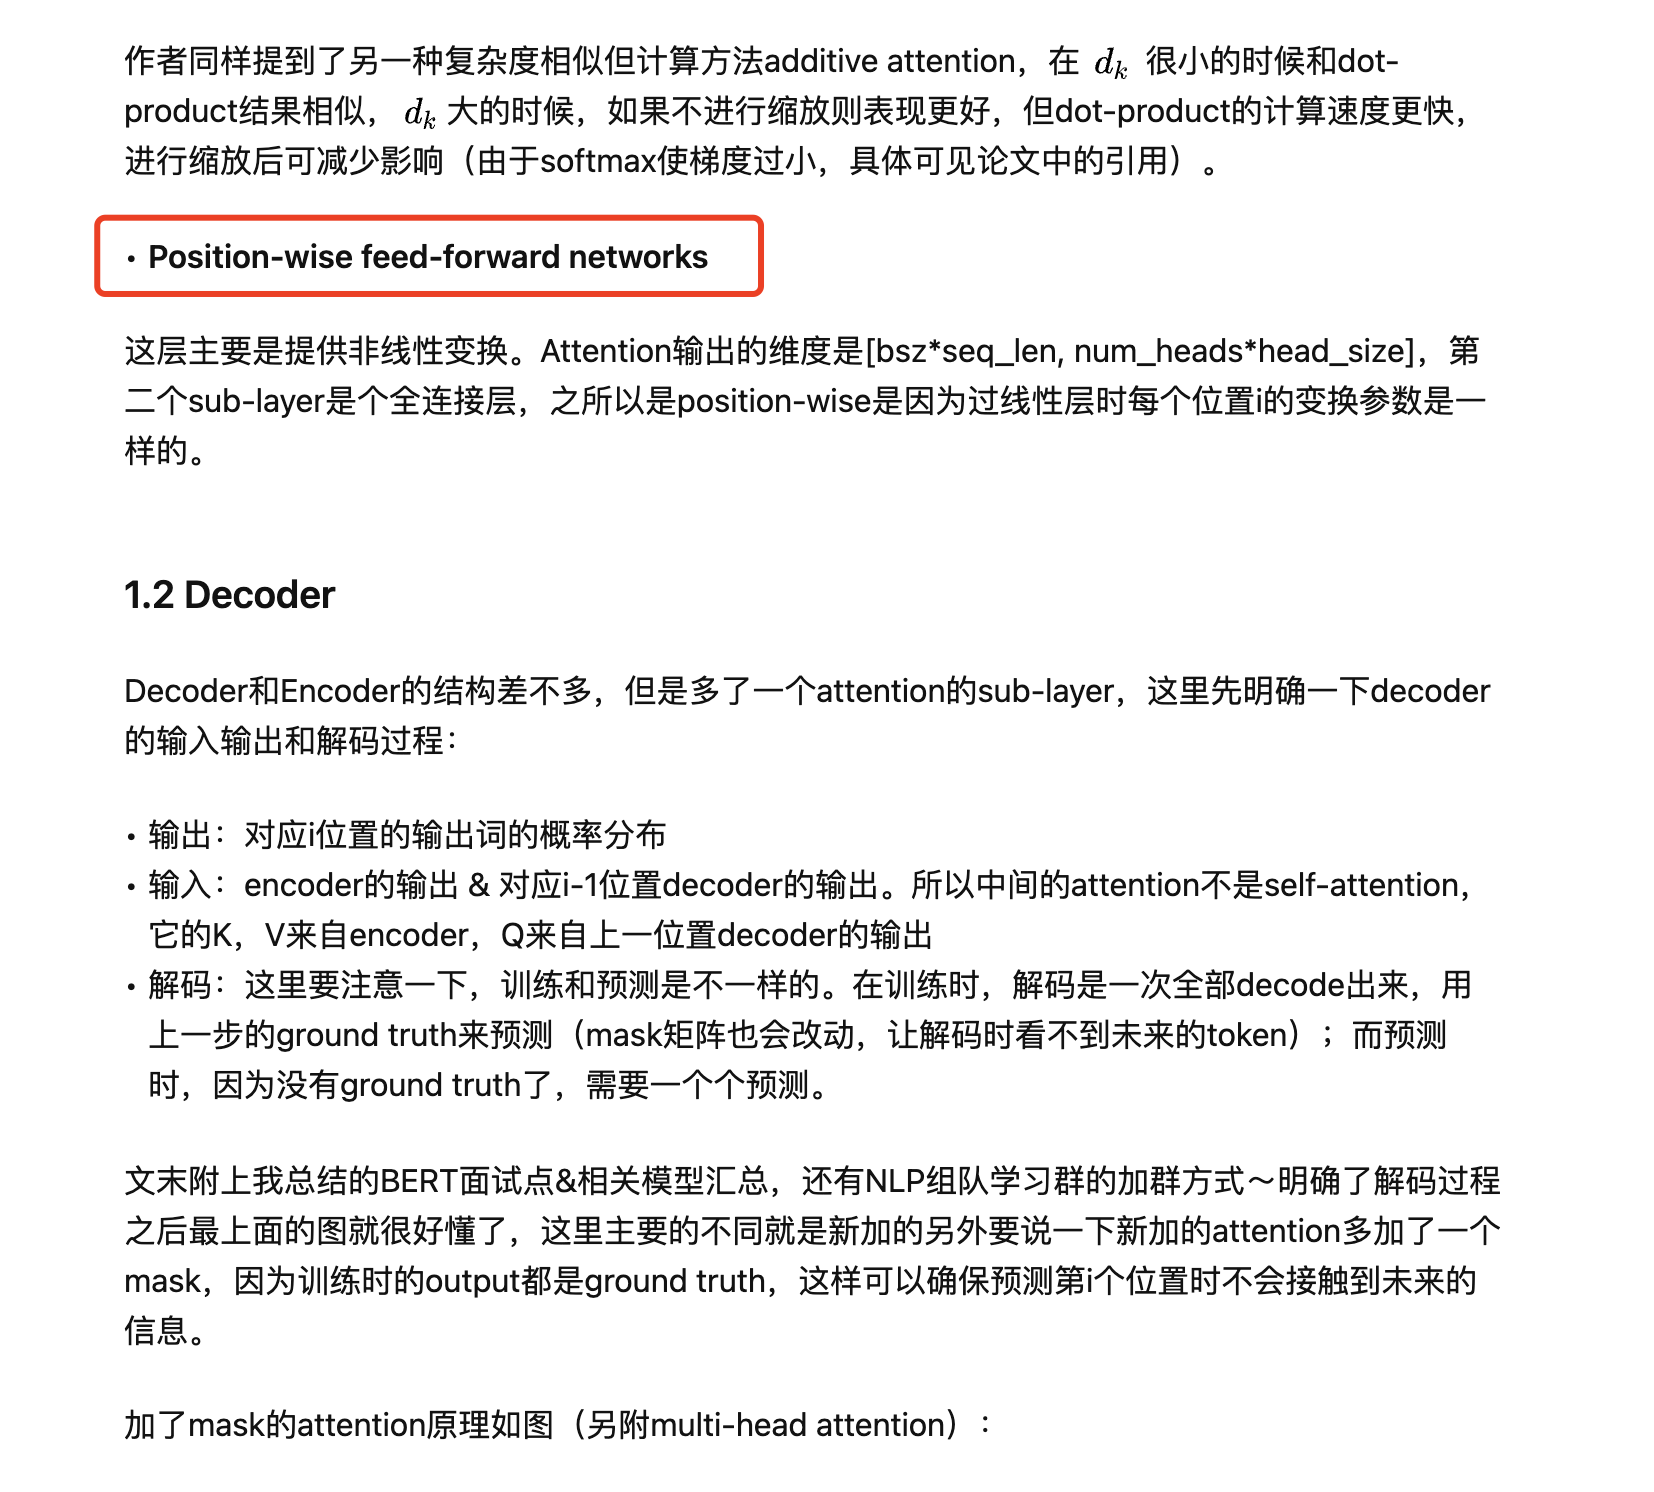 作者同样提到了另一种复杂度相似但计算方法additive attention，在 d_k 很小的时候和dot-
product结果相似， d_k 大的时候，如果不进行缩放则表现更好，但dot-product的计算速度更快，
进行缩放后可减少影响（由于softmax使梯度过小，具体可见论文中的引用）。
• Position-wise feed-forward networks
这层主要是提供非线性变换。Attention输出的维度是[bsz*seq_len, num_heads*head_size]，第
二个sub-layer是个全连接层，之所以是position-wise是因为过线性层时每个位置i的变换参数是一
样的。
1.2 Decoder
Decoder和Encoder的结构差不多，但是多了一个attention的sub-layer，这里先明确一下decoder
的输入输出和解码过程：
• 输出：对应i位置的输出词的概率分布
• 输入：encoder的输出 & 对应i-1位置decoder的输出。所以中间的attention不是self-attention，
它的K，V来自encoder，Q来自上一位置decoder的输出
• 解码：这里要注意一下，训练和预测是不一样的。在训练时，解码是一次全部decode出来，用
上一步的ground truth来预测（mask矩阵也会改动，让解码时看不到未来的token）；而预测
时，因为没有ground truth了，需要一个个预测。
文末附上我总结的BERT面试点&相关模型汇总，还有NLP组队学习群的加群方式～明确了解码过程
之后最上面的图就很好懂了，这里主要的不同就是新加的另外要说一下新加的attention多加了一个
mask，因为训练时的output都是ground truth，这样可以确保预测第i个位置时不会接触到未来的
信息。
加了mask的attention原理如图（另附multi-head attention）：